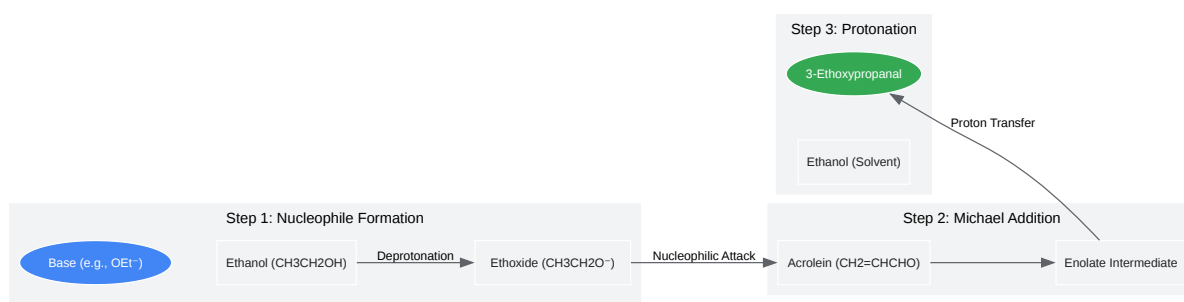 Step 3: Protonation
3-Ethoxypropanal
Proton Transfer
Ethanol (Solvent)
Step 1: Nucleophile Formation
Step 2: Michael Addition
Base (e.g., OEt⁻)
Ethanol (CH3CH2OH)
Deprotonation
Ethoxide (CH3CH2O⁻)
Nucleophilic Attack
Acrolein (CH2=CHCHO)
Enolate Intermediate